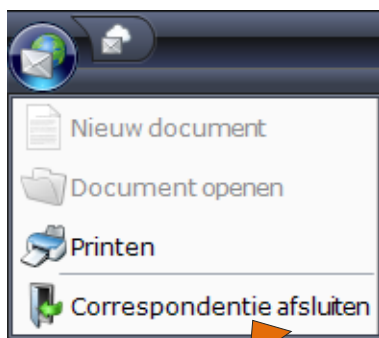 Nieuw document
Document openen
Printen
Correspondentie afsluiten